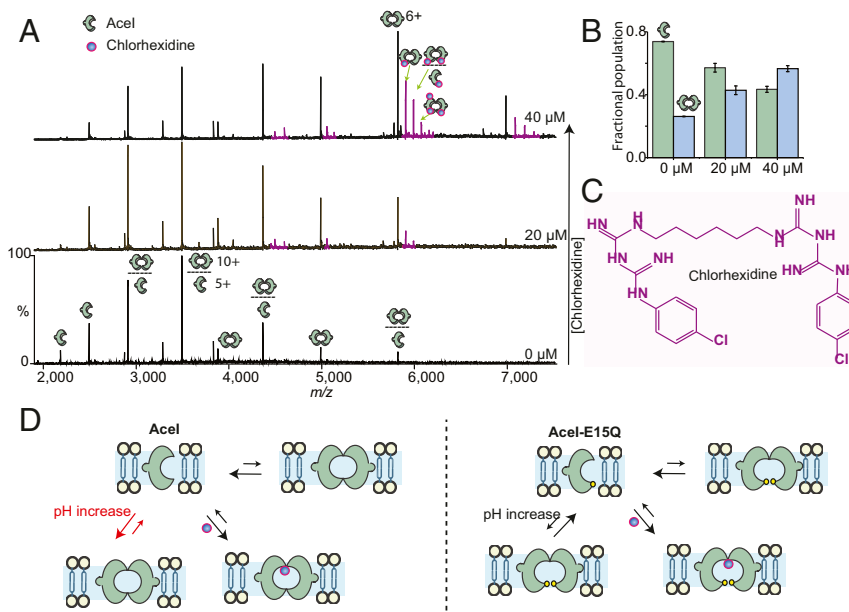 A
AceI
Chlorhexidine
6+
40 µM
20 µM
100
10+
5+
%
0
0 µM
2,000 3,000 4,000 5,000 6,000 7,000
m/z
[Chlorhexidine]
B
Fractional population
0.8
0.4
0.0
0 µM 20 µM 40 µM
C
NH
H
N
NH
NH
N
H
NH
NH
NH
NH
Chlorhexidine
NH
NH
Cl
Cl
D
AceI
pH increase
AceI-E15Q
pH increase